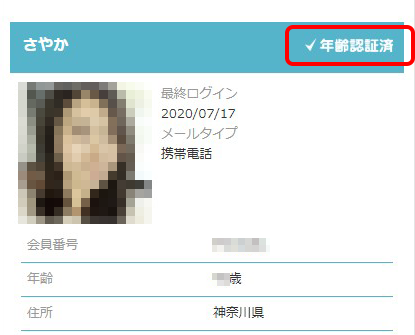 さやか ✓年齢認証済
最終ログイン
2020/07/17
メールタイプ
携帯電話
会員番号
年齢 歳
住所 神奈川県